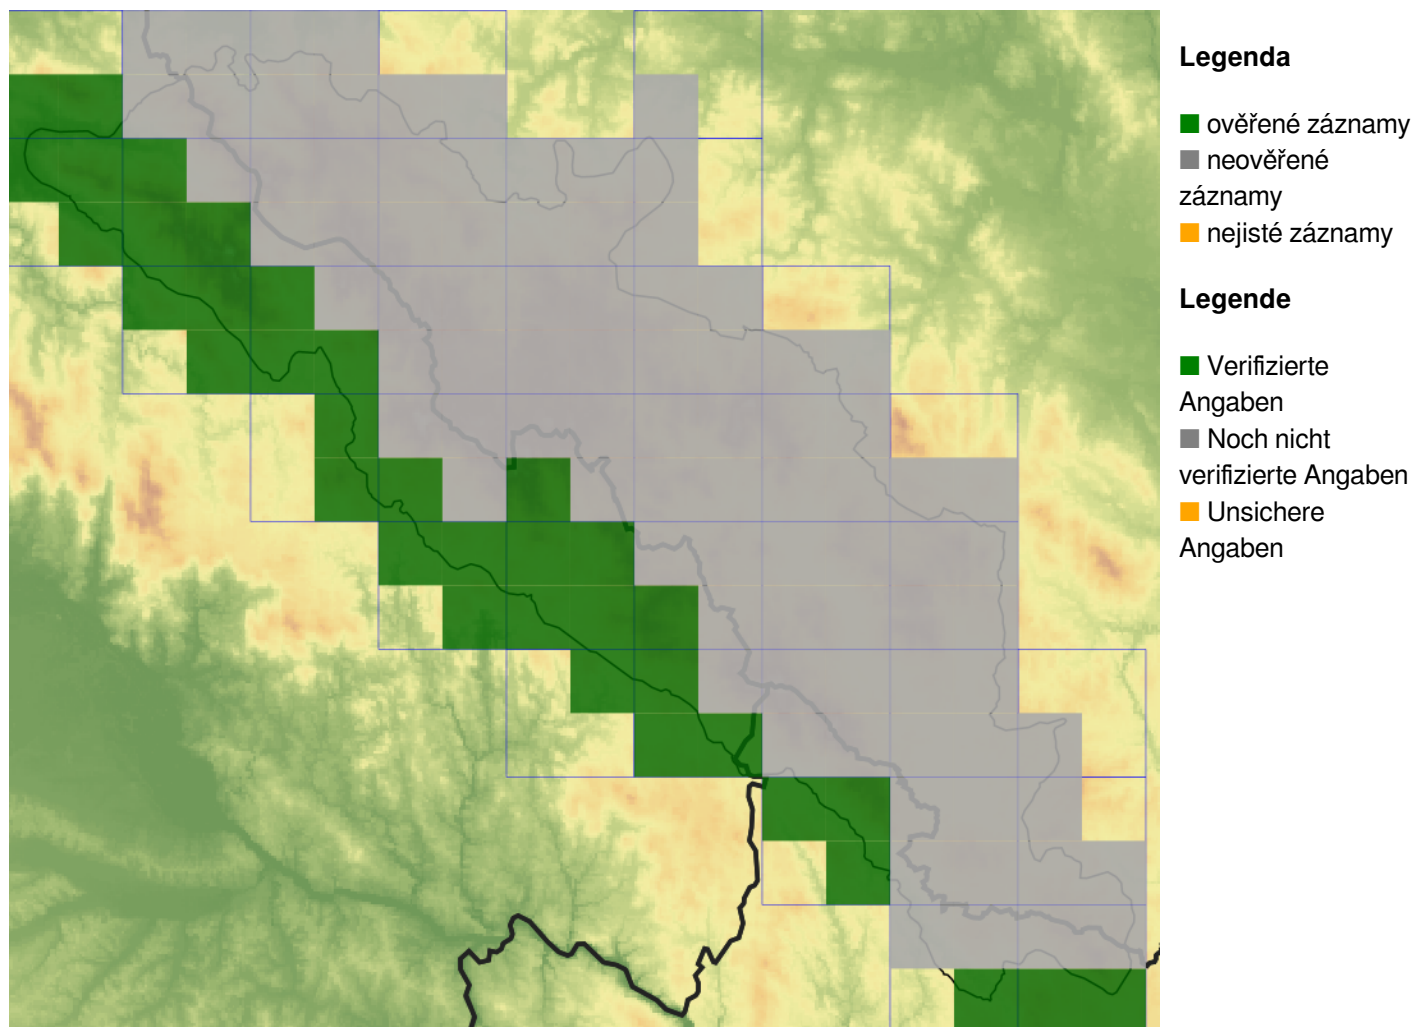 Legenda
ověřené záznamy
neověřené
záznamy
nejisté záznamy
Legende
Verifizierte
Angaben
Noch nicht
verifizierte Angaben
Unsichere
Angaben